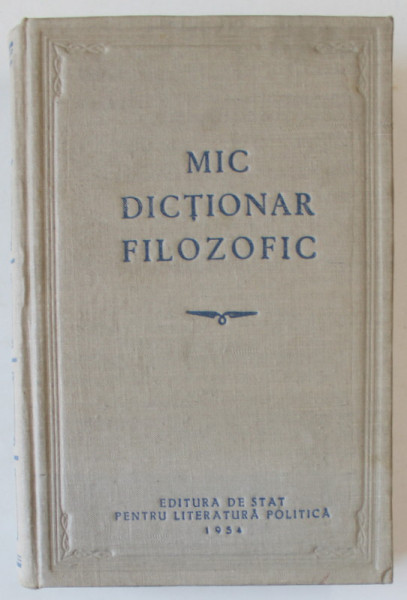 MIC
DICȚIONAR
FILOZOFIC
EDITURA DE STAT
PENTRU LITERATURĂ POLITICĂ
1954